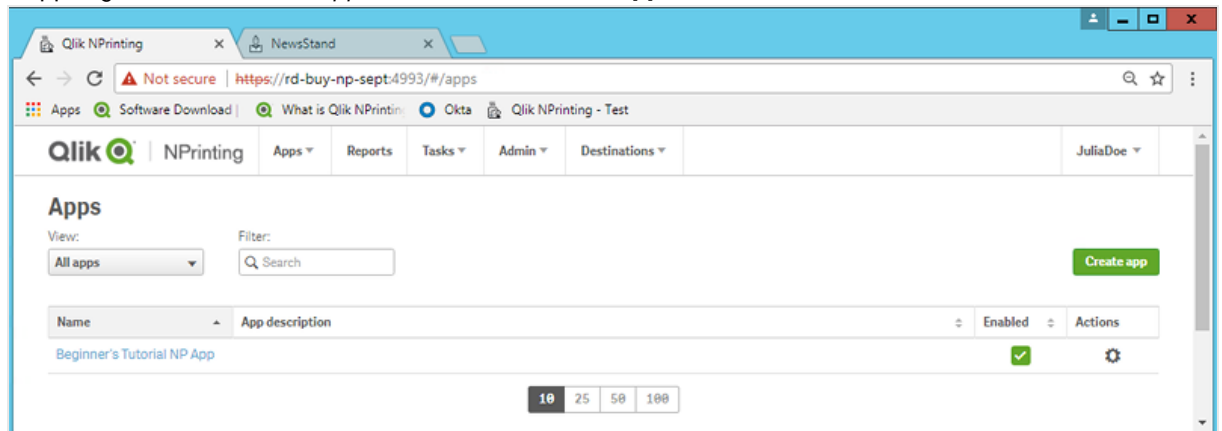 Qlik NPrinting NewsStand
Not secure https://rd-buy-np-sept:4993/#/apps
Apps Software Download | What is Qlik NPrintin Okta Qlik NPrinting - Test
Qlik NPrinting Apps Reports Tasks Admin Destinations JuliaDoe
Apps
View: Filter:
All apps Search Create app
Name App description Enabled Actions
Beginner's Tutorial NP App
10 25 50 100